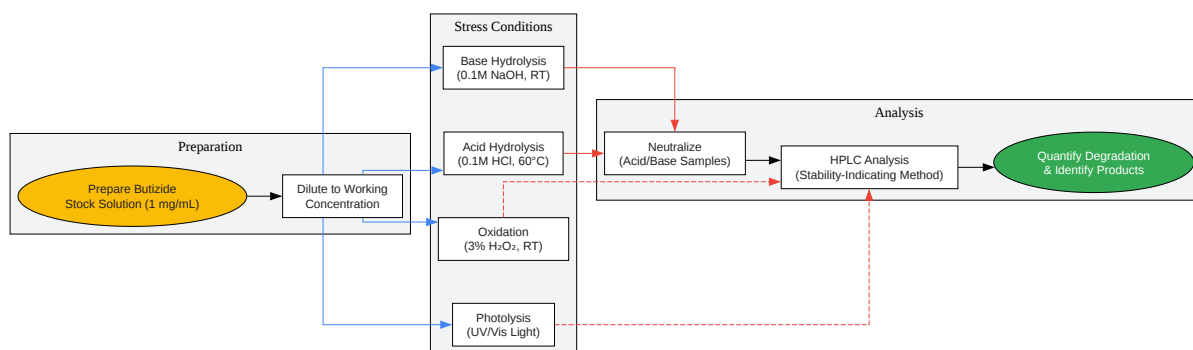 Preparation
Prepare Butizide
Stock Solution (1 mg/mL)
Dilute to Working
Concentration
Stress Conditions
Base Hydrolysis
(0.1M NaOH, RT)
Acid Hydrolysis
(0.1M HCl, 60°C)
Oxidation
(3% H₂O₂, RT)
Photolysis
(UV/Vis Light)
Analysis
Neutralize
(Acid/Base Samples)
HPLC Analysis
(Stability-Indicating Method)
Quantify Degradation
& Identify Products